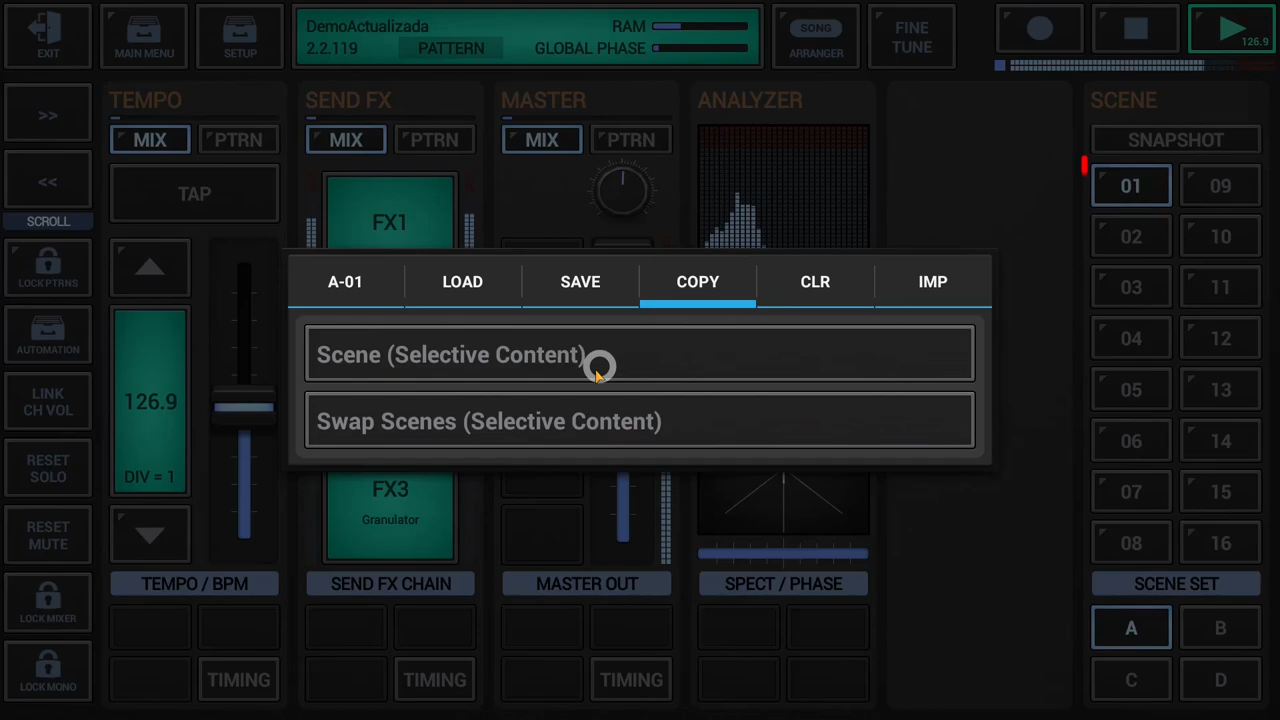 EXIT
MAIN MENU
SETUP
DemoActualizada
2.2.119
PATTERN
RAM
GLOBAL PHASE
SONG
ARRANGER
FINE
TUNE
126.9
>>
<<
SCROLL
LOCK PTRNS
AUTOMATION
LINK
CH VOL
RESET
SOLO
RESET
MUTE
LOCK MIXER
LOCK MONO
TEMPO
MIX
PTRN
TAP
126.9
DIV = 1
TEMPO / BPM
TIMING
SEND FX
MIX
PTRN
FX1
FX3
Granulator
SEND FX CHAIN
TIMING
MASTER
MIX
PTRN
MASTER OUT
TIMING
ANALYZER
SPECT / PHASE
A-01
LOAD
SAVE
COPY
CLR
IMP
Scene (Selective Content)
Swap Scenes (Selective Content)
SCENE
SNAPSHOT
01
09
02
10
03
11
04
12
05
13
06
14
07
15
08
16
SCENE SET
A
B
C
D